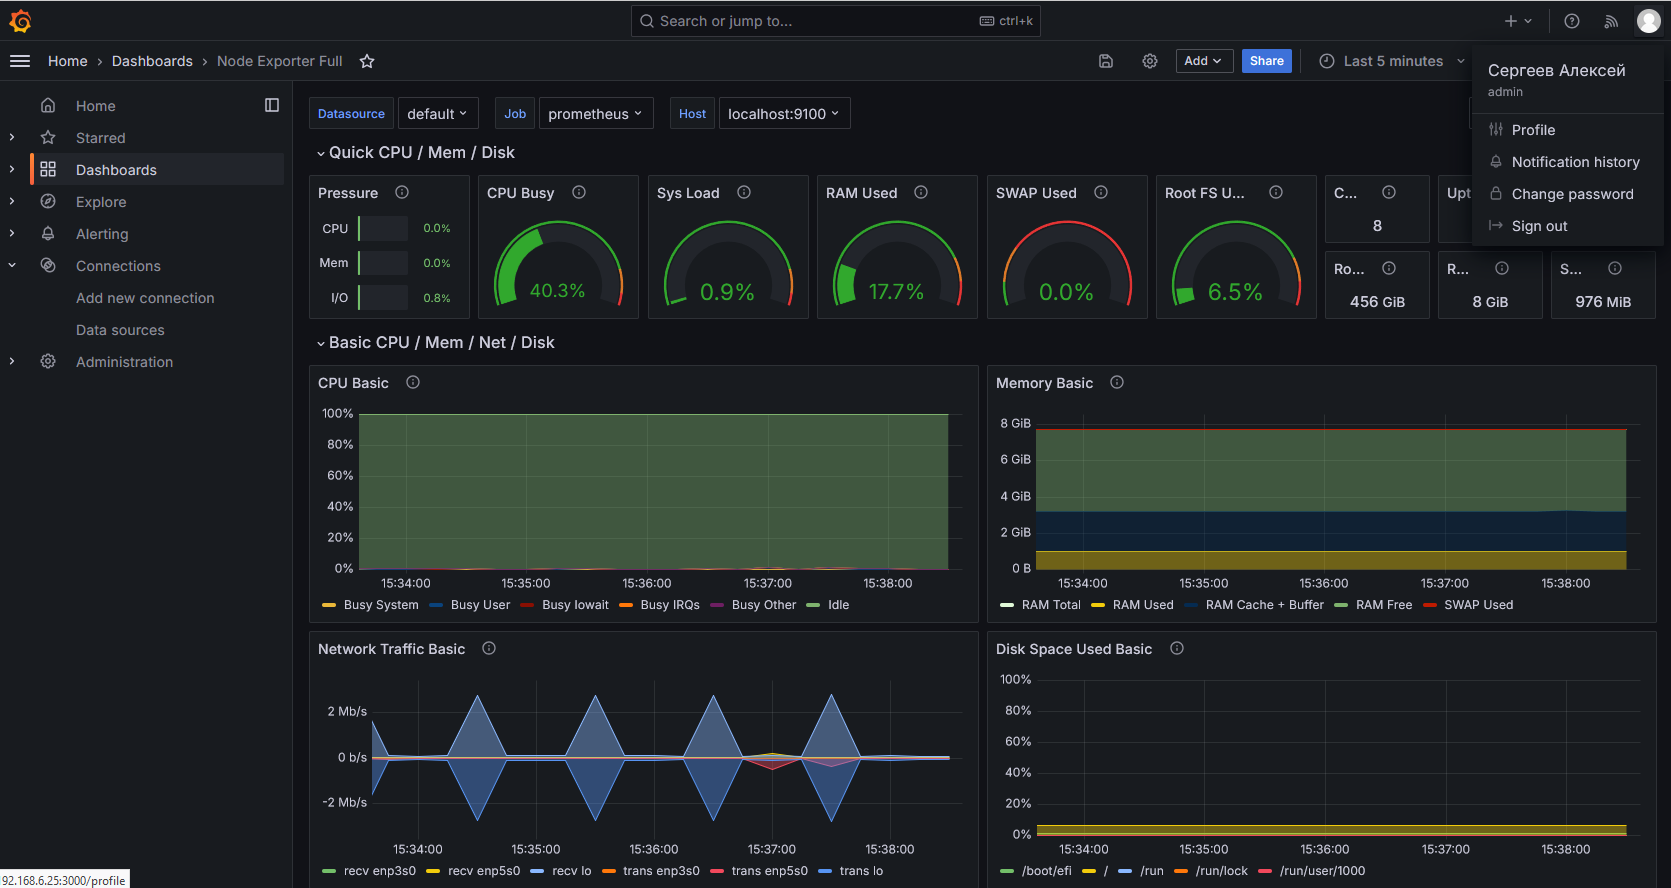 Search or jump to...
ctrl+k
Home › Dashboards › Node Exporter Full
Add
Share
Last 5 minutes
Сергеев Алексей
admin
Profile
Notification history
Change password
Sign out
Home
Starred
Dashboards
Explore
Alerting
Connections
Add new connection
Data sources
Administration
Datasource default Job prometheus Host localhost:9100
Quick CPU / Mem / Disk
Pressure
CPU 0.0%
Mem 0.0%
I/O 0.8%
CPU Busy
40.3%
Sys Load
0.9%
RAM Used
17.7%
SWAP Used
0.0%
Root FS U...
6.5%
C...
8
Upt
Ro...
456 GiB
R...
8 GiB
S...
976 MiB
Basic CPU / Mem / Net / Disk
CPU Basic
100%
80%
60%
40%
20%
0%
15:34:00 15:35:00 15:36:00 15:37:00 15:38:00
Busy System Busy User Busy Iowait Busy IRQs Busy Other Idle
Memory Basic
8 GiB
6 GiB
4 GiB
2 GiB
0 B
15:34:00 15:35:00 15:36:00 15:37:00 15:38:00
RAM Total RAM Used RAM Cache + Buffer RAM Free SWAP Used
Network Traffic Basic
2 Mb/s
0 b/s
-2 Mb/s
15:34:00 15:35:00 15:36:00 15:37:00 15:38:00
recv enp3s0 recv enp5s0 recv lo trans enp3s0 trans enp5s0 trans lo
Disk Space Used Basic
100%
80%
60%
40%
20%
0%
15:34:00 15:35:00 15:36:00 15:37:00 15:38:00
/boot/efi / /run /run/lock /run/user/1000
92.168.6.25:3000/profile